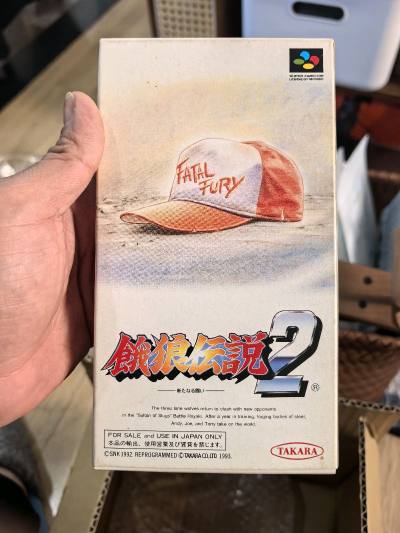 SUPER FAMICOM
FATAL
FURY
餓狼伝説2
新たなる闘い
®
The three lone wolves return to clash with new opponents
in the "Sultan of Slugs" Battle Royale. After a year in training, forging bodies of steel,
Andy, Joe, and Terry take on the world.
FOR SALE and USE IN JAPAN ONLY
本品の輸出、使用営業及び賃貸を禁じます。
TAKARA
©SNK 1992 REPROGRAMMED ©TAKARA CO.,LTD 1993.